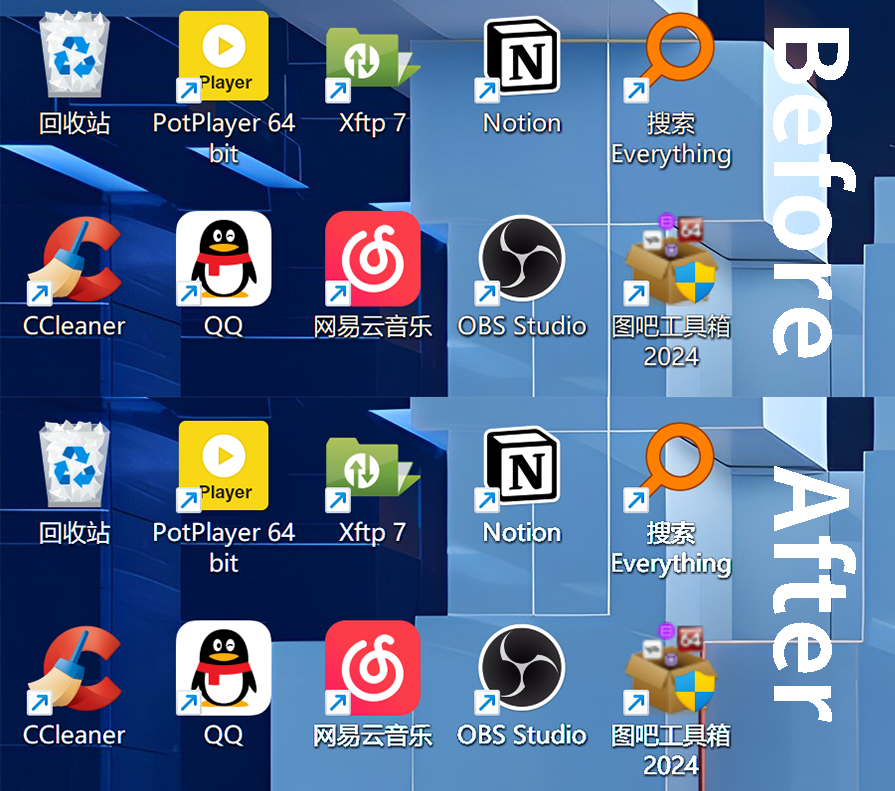 Before
Player
64
回收站
PotPlayer 64
bit
Xftp 7
N
Notion
搜索
Everything
CCleaner
QQ
网易云音乐
OBS Studio
图吧工具箱
2024
After
Player
64
回收站
PotPlayer 64
bit
Xftp 7
N
Notion
搜索
Everything
CCleaner
QQ
网易云音乐
OBS Studio
图吧工具箱
2024